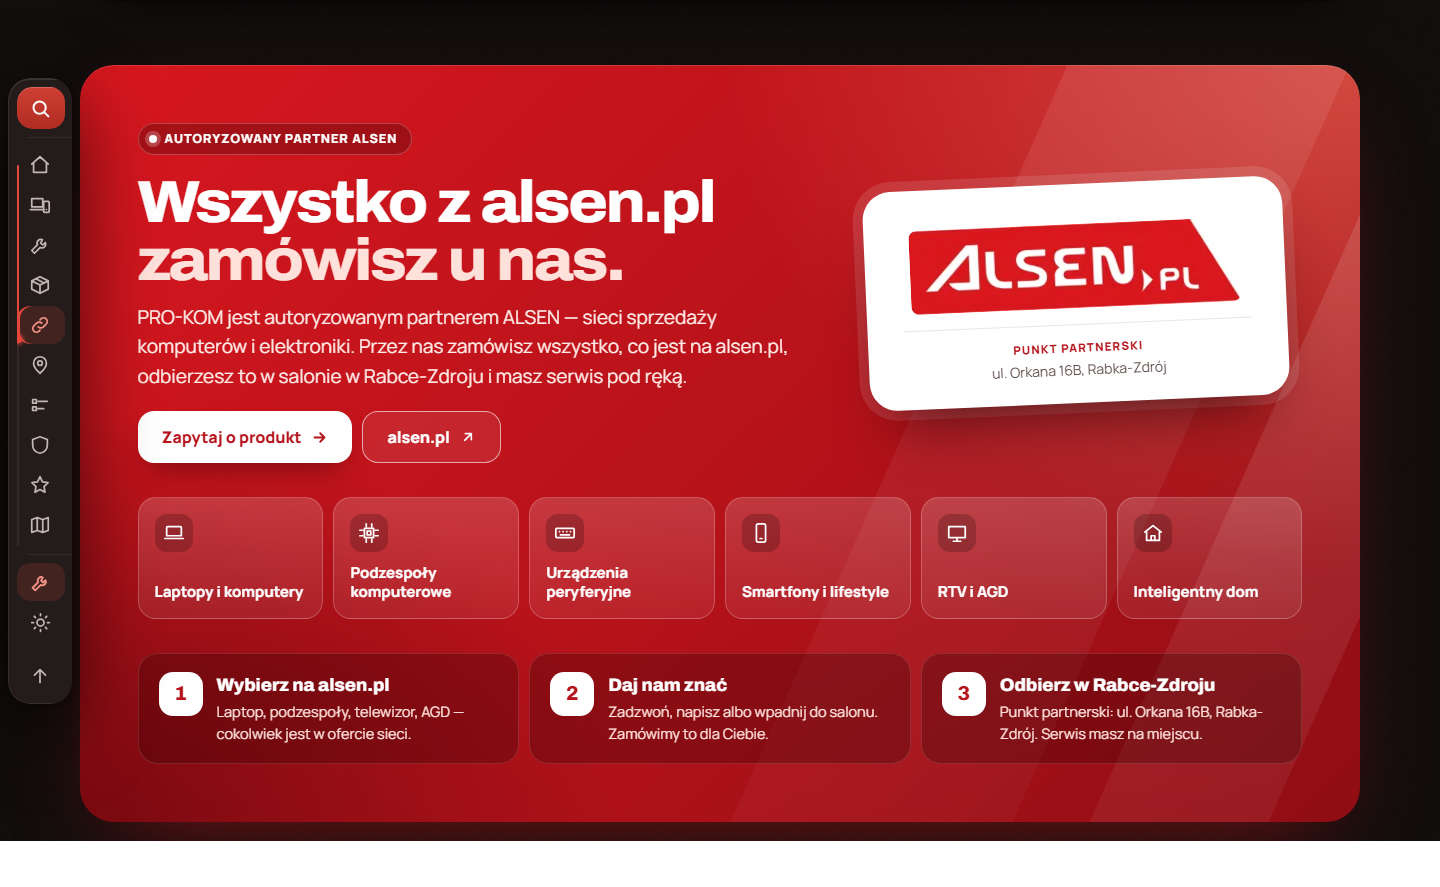 AUTORYZOWANY PARTNER ALSEN
Wszystko z alsen.pl
zamówisz u nas.
PRO-KOM jest autoryzowanym partnerem ALSEN — sieci sprzedaży
komputerów i elektroniki. Przez nas zamówisz wszystko, co jest na alsen.pl,
odbierzesz to w salonie w Rabce-Zdroju i masz serwis pod ręką.
Zapytaj o produkt
alsen.pl
ALSEN PL
PUNKT PARTNERSKI
ul. Orkana 16B, Rabka-Zdrój
Laptopy i komputery
Podzespoły
komputerowe
Urządzenia
peryferyjne
Smartfony i lifestyle
RTV i AGD
Inteligentny dom
1
Wybierz na alsen.pl
Laptop, podzespoły, telewizor, AGD —
cokolwiek jest w ofercie sieci.
2
Daj nam znać
Zadzwoń, napisz albo wpadnij do salonu.
Zamówimy to dla Ciebie.
3
Odbierz w Rabce-Zdroju
Punkt partnerski: ul. Orkana 16B, Rabka-
Zdrój. Serwis masz na miejscu.